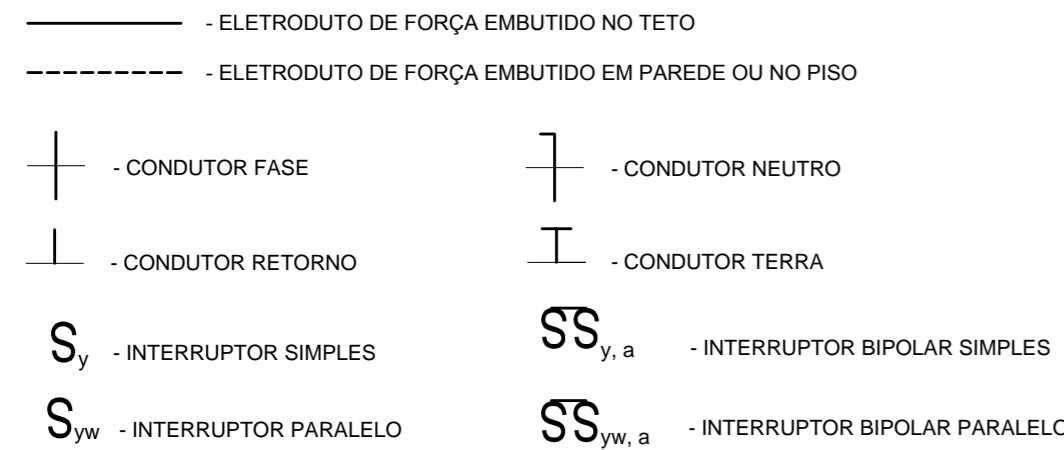 - ELETRODUTO DE FORÇA EMBUTIDO NO TETO
- ELETRODUTO DE FORÇA EMBUTIDO EM PAREDE OU NO PISO
- CONDUTOR FASE
- CONDUTOR NEUTRO
- CONDUTOR RETORNO
- CONDUTOR TERRA
Sy - INTERRUPTOR SIMPLES
SSy, a - INTERRUPTOR BIPOLAR SIMPLES
Syw - INTERRUPTOR PARALELO
SSyw, a - INTERRUPTOR BIPOLAR PARALELO